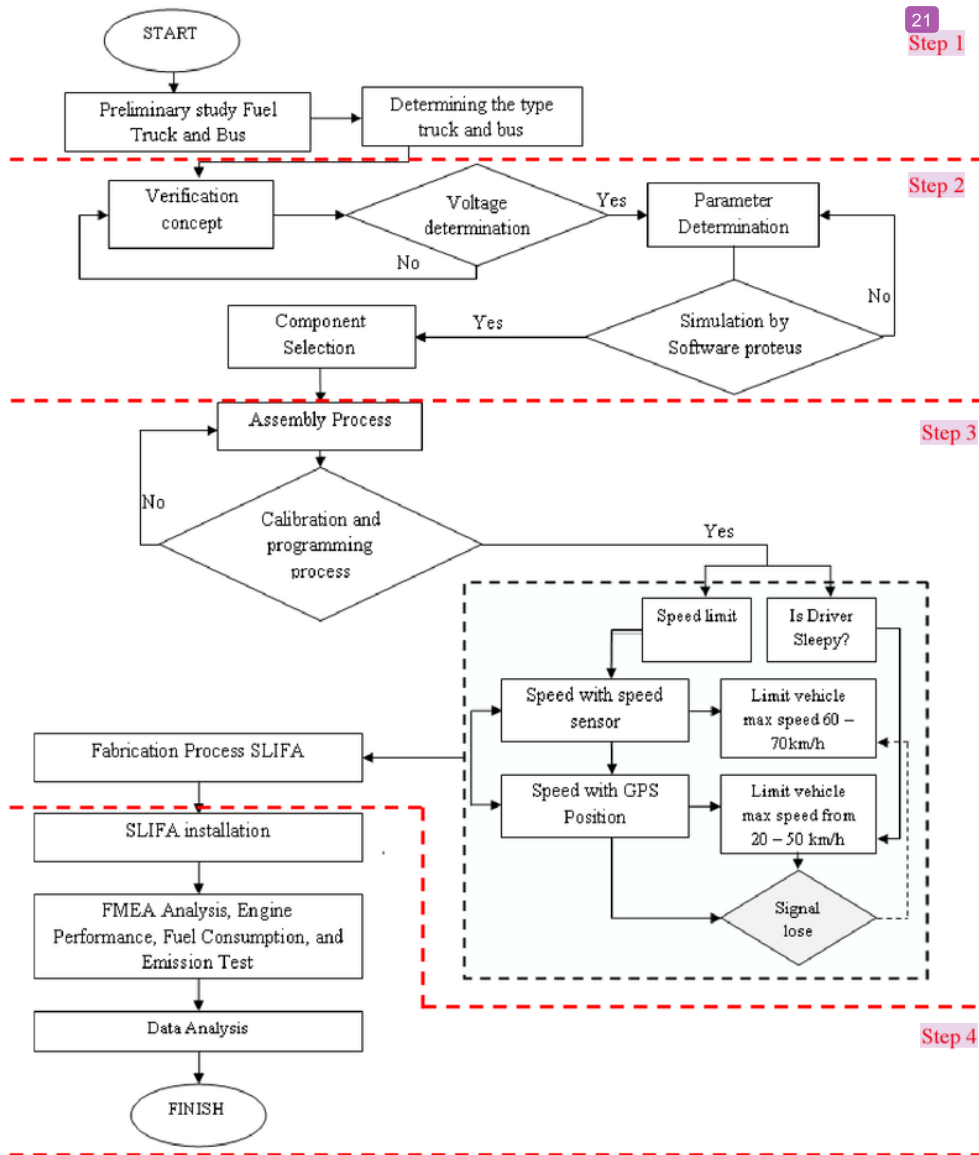 21
Step 1
START
Preliminary study Fuel
Truck and Bus
Determining the type
truck and bus
Step 2
Verification
concept
Voltage
determination
Yes
Parameter
Determination
No
No
Component
Selection
Yes
Simulation by
Software proteus
Step 3
Assembly Process
No
Calibration and
programming
process
Yes
Speed limit
Is Driver
Sleepy?
Speed with speed
sensor
Limit vehicle
max speed 60 –
70km/h
Fabrication Process SLIFA
Speed with GPS
Position
Limit vehicle
max speed from
20 – 50 km/h
SLIFA installation
Signal
lose
FMEA Analysis, Engine
Performance, Fuel Consumption, and
Emission Test
Data Analysis
Step 4
FINISH